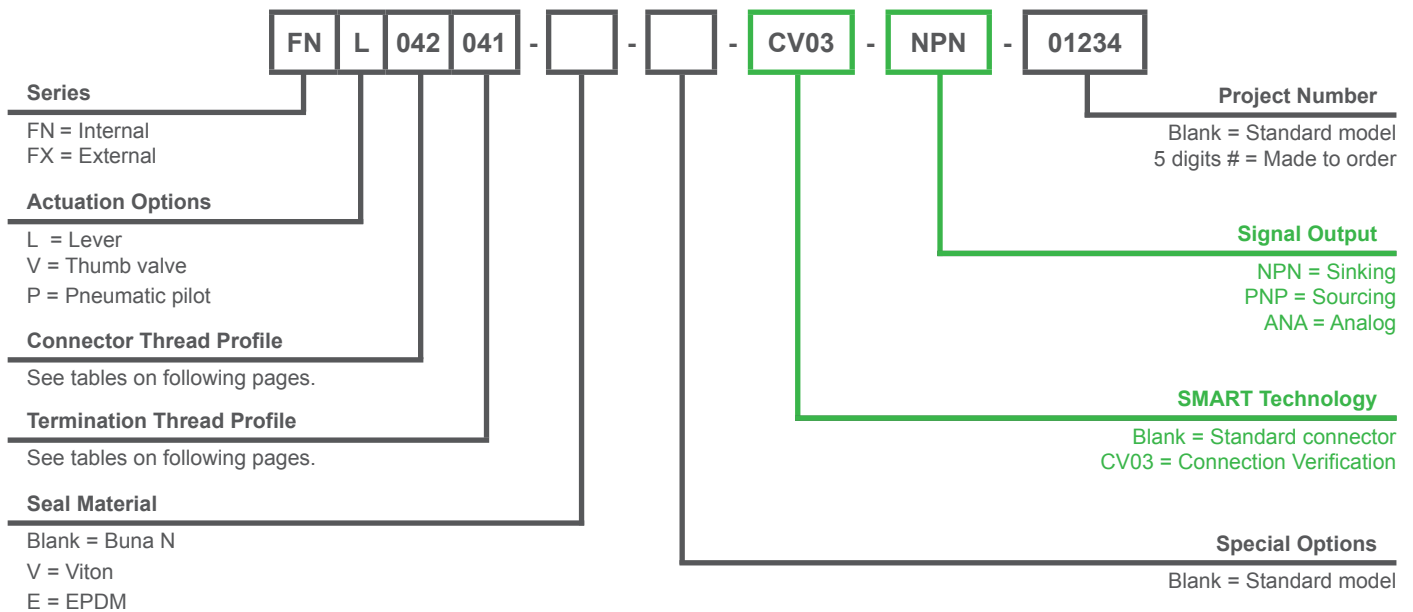 FN L 042 041 - - - CV03 - NPN - 01234
Series
FN = Internal
FX = External
Actuation Options
L = Lever
V = Thumb valve
P = Pneumatic pilot
Connector Thread Profile
See tables on following pages.
Termination Thread Profile
See tables on following pages.
Seal Material
Blank = Buna N
V = Viton
E = EPDM
Project Number
Blank = Standard model
5 digits # = Made to order
Signal Output
NPN = Sinking
PNP = Sourcing
ANA = Analog
SMART Technology
Blank = Standard connector
CV03 = Connection Verification
Special Options
Blank = Standard model